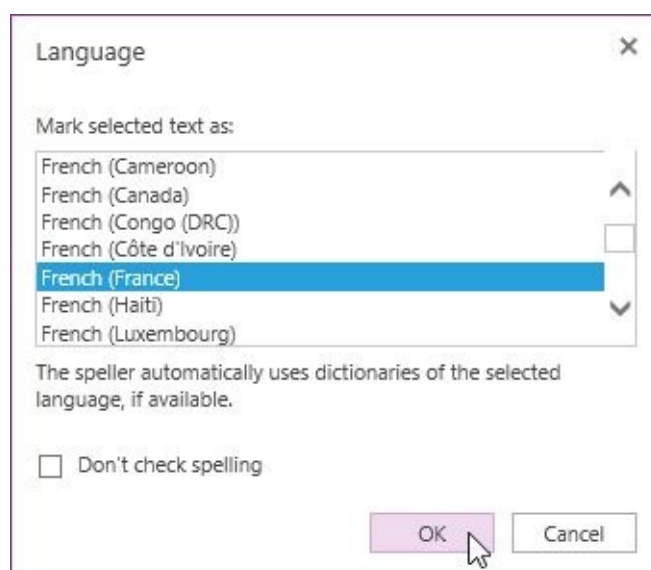 Language
Mark selected text as:
French (Cameroon)
French (Canada)
French (Congo (DRC))
French (Côte d'Ivoire)
French (France)
French (Haiti)
French (Luxembourg)
The speller automatically uses dictionaries of the selected
language, if available.
Don't check spelling
OK Cancel